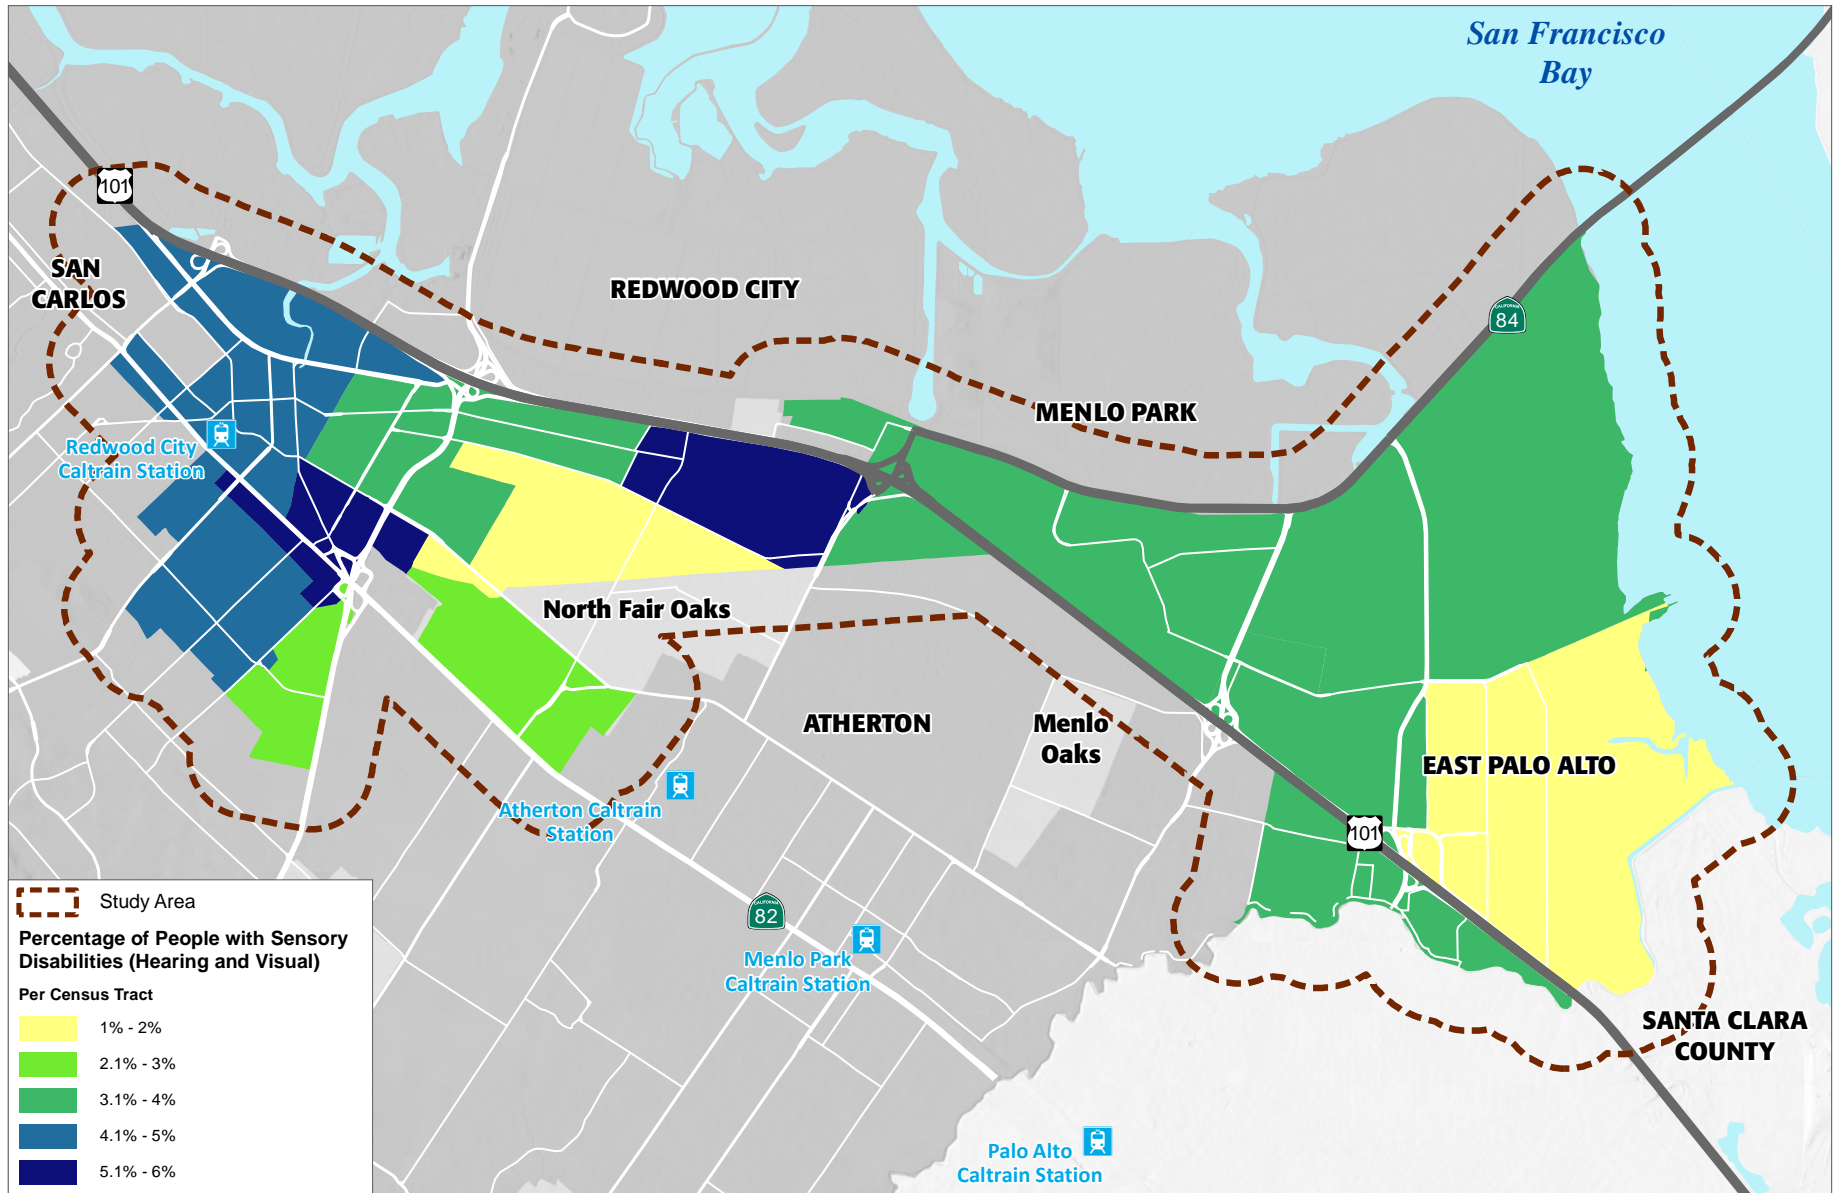 San Francisco
Bay
101
SAN
CARLOS
REDWOOD CITY
CALIFORNIA
84
MENLO PARK
Redwood City
Caltrain Station
North Fair Oaks
ATHERTON
Menlo
Oaks
EAST PALO ALTO
Atherton Caltrain
Station
101
CALIFORNIA
82
Menlo Park
Caltrain Station
SANTA CLARA
COUNTY
Palo Alto
Caltrain Station
Study Area
Percentage of People with Sensory
Disabilities (Hearing and Visual)
Per Census Tract
1% - 2%
2.1% - 3%
3.1% - 4%
4.1% - 5%
5.1% - 6%